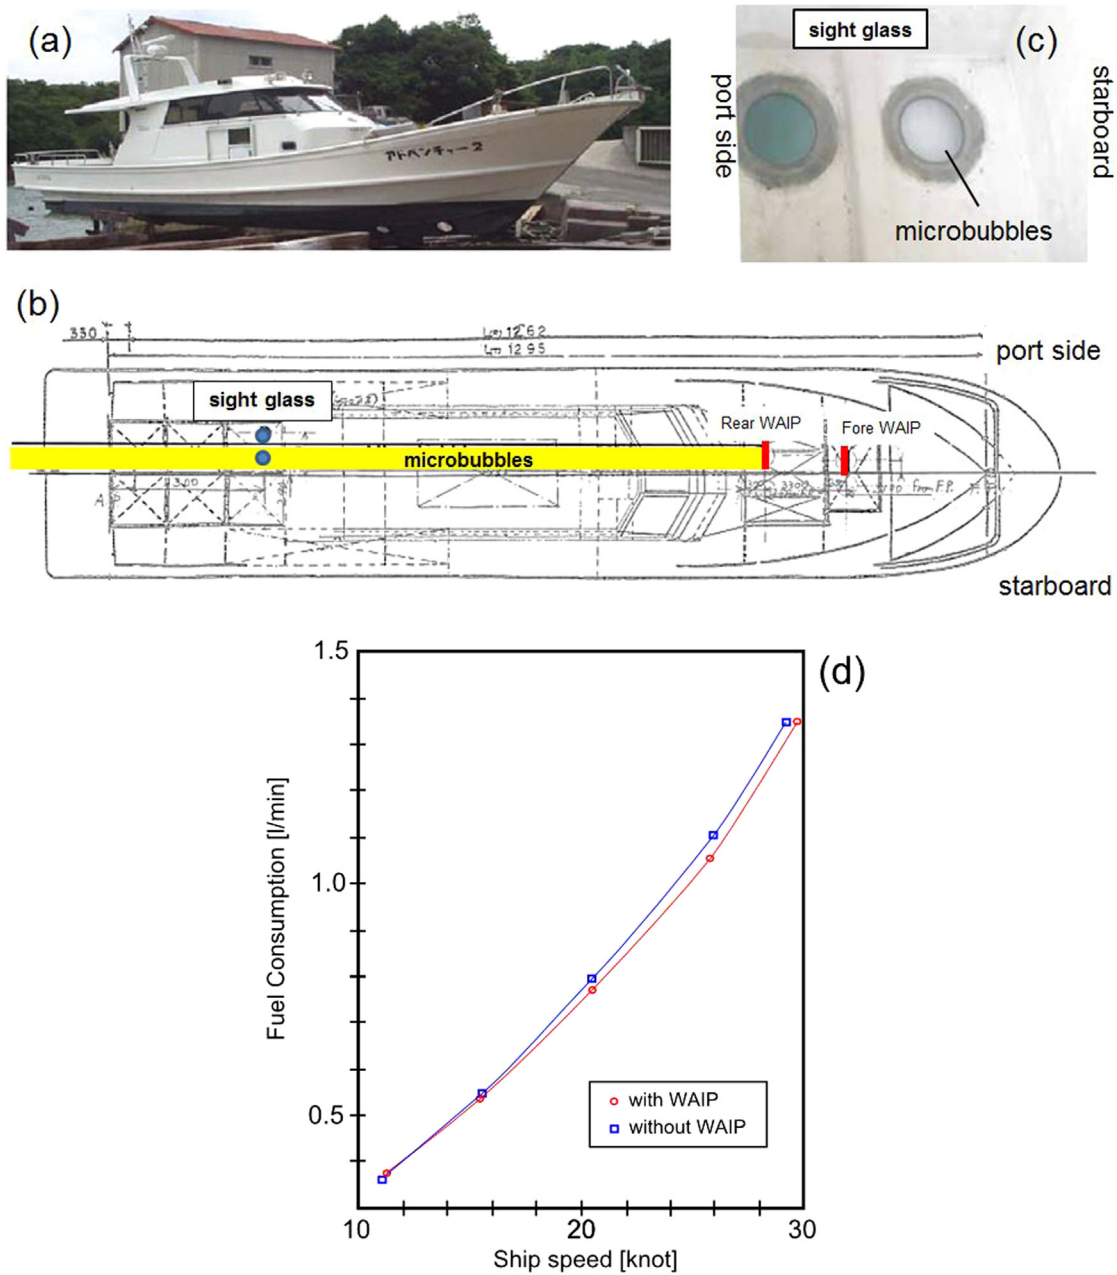 (a)
アドベンチャー2
sight glass
(c)
port side
starboard
microbubbles
(b)
330
port side
sight glass
Rear WAIP
Fore WAIP
microbubbles
A
3300
from F.P.
starboard
(d)
1.5
1.0
0.5
Fuel Consumption [l/min]
with WAIP
without WAIP
10
20
30
Ship speed [knot]